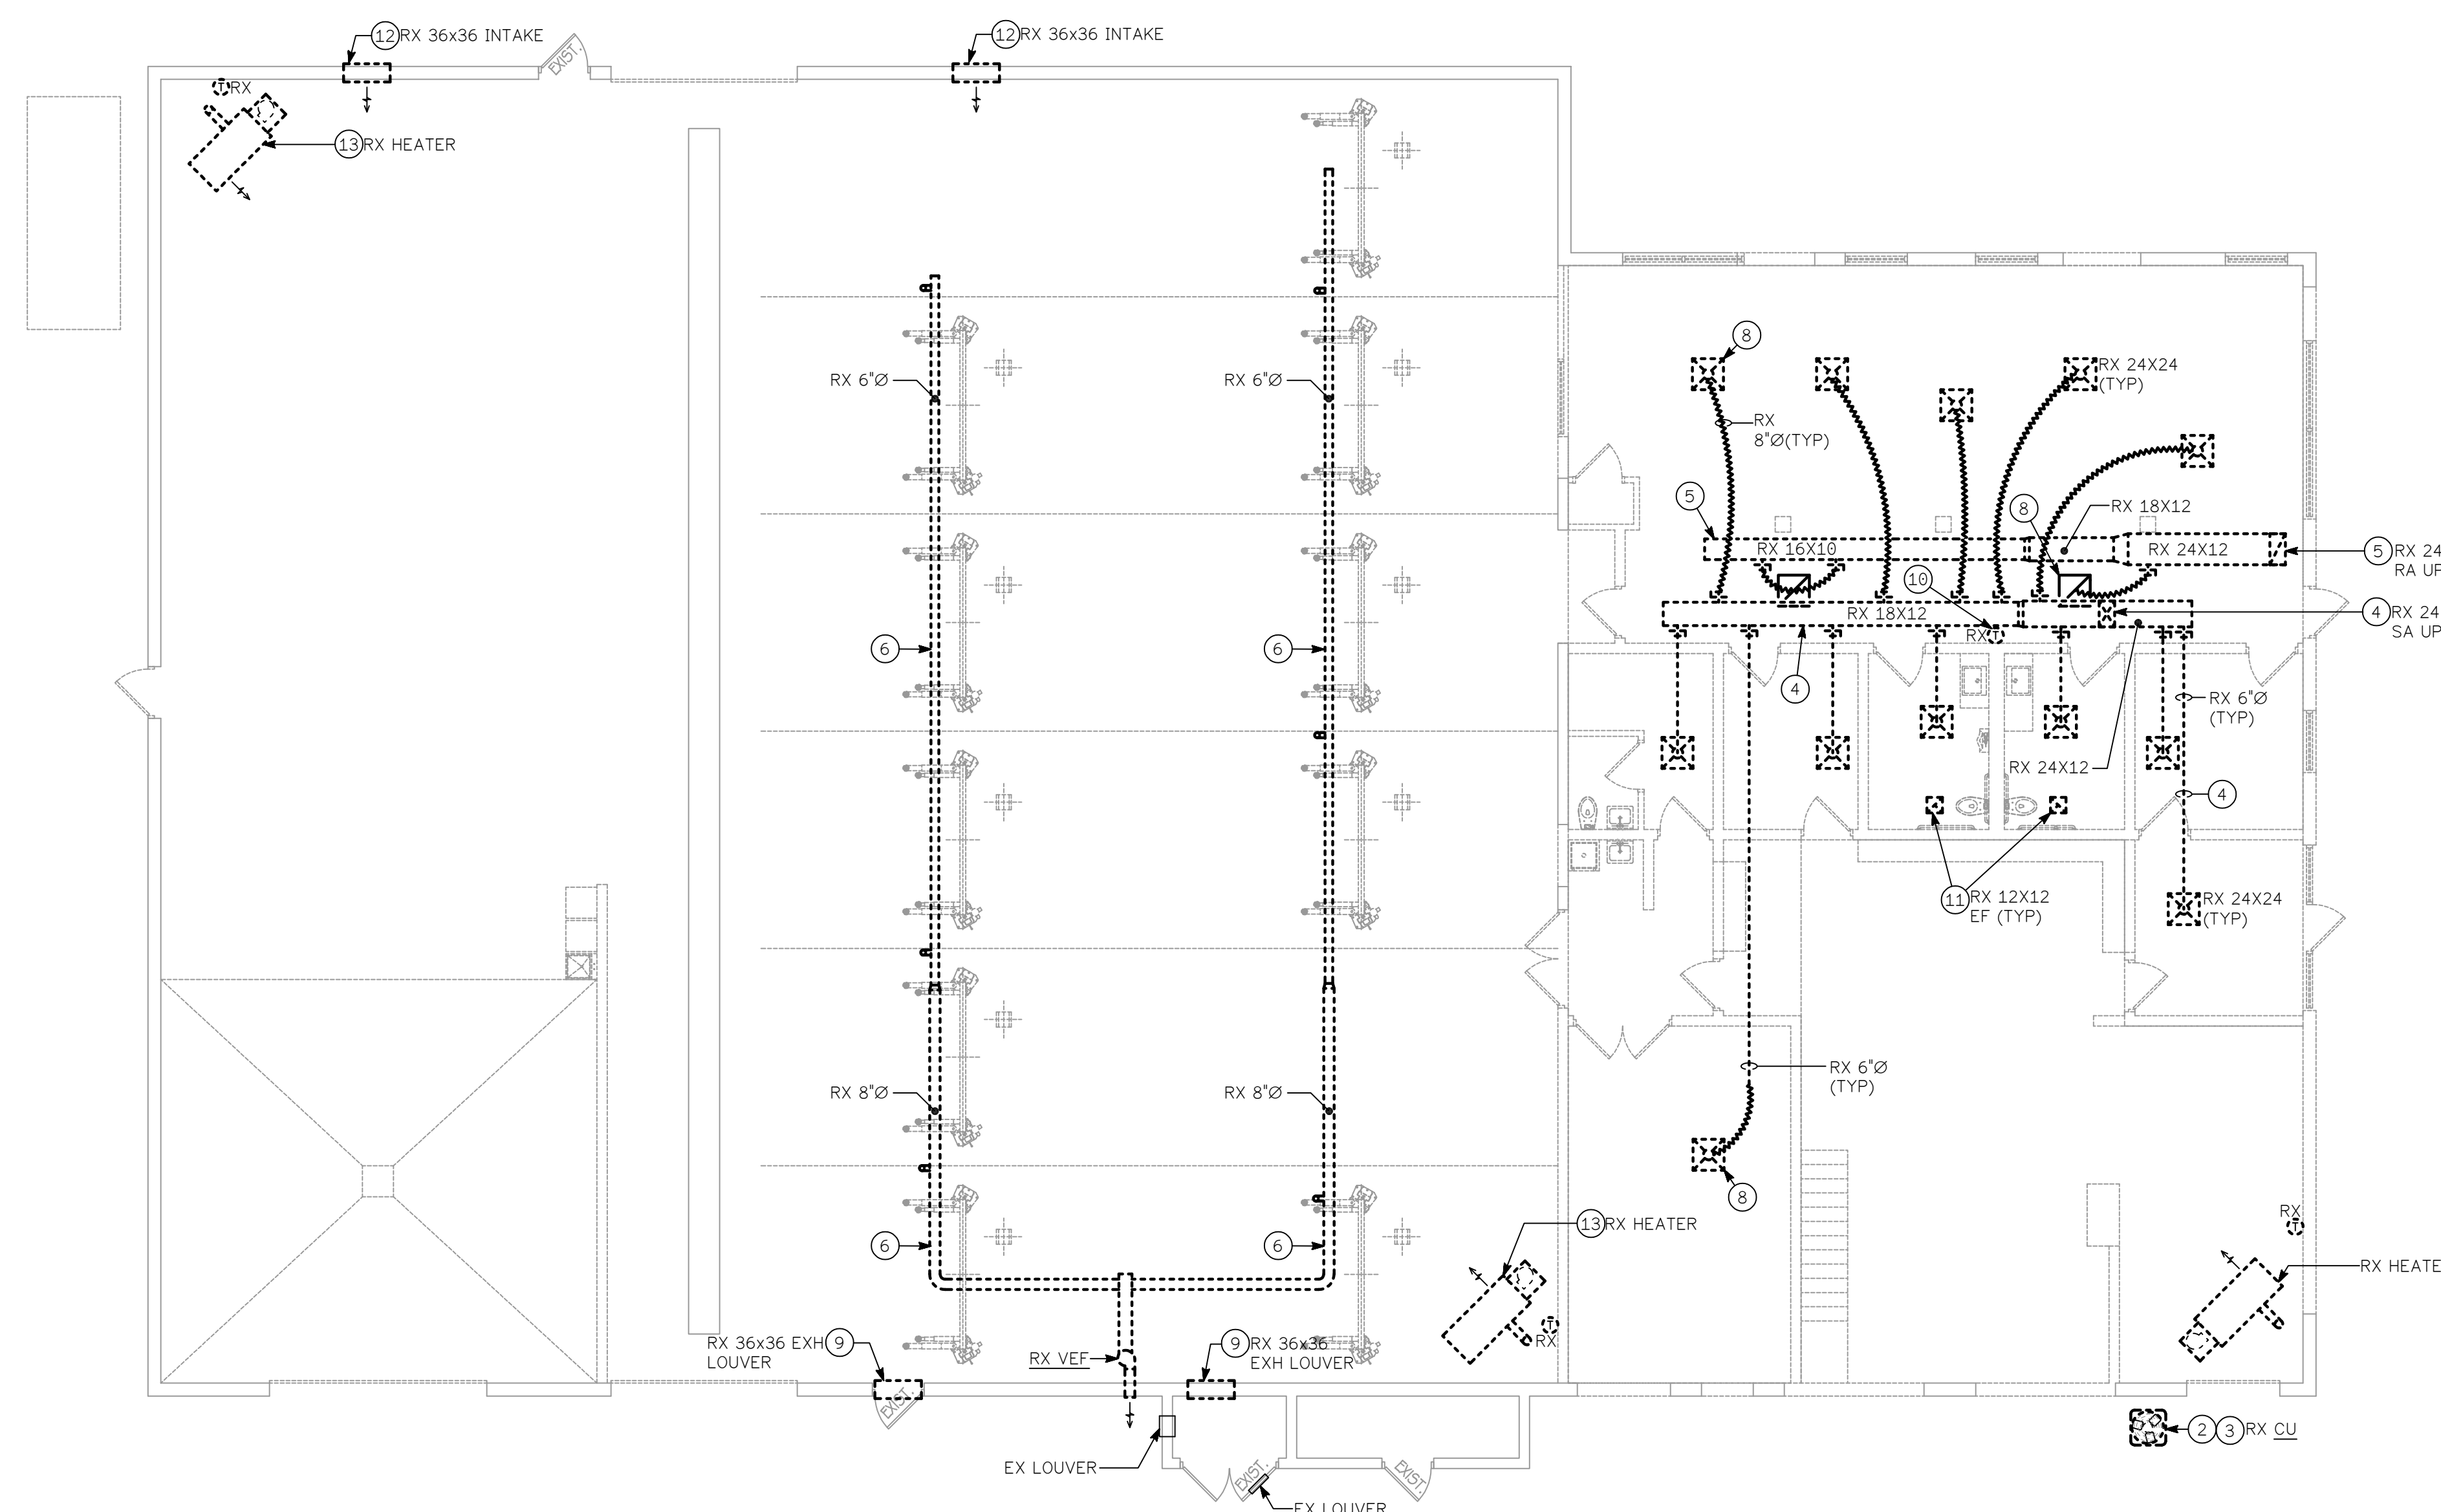 12 RX 36x36 INTAKE
12 RX 36x36 INTAKE
EXIST.
T RX
13 RX HEATER
8
RX 24X24
(TYP)
RX 6"Ø
RX 6"Ø
RX
8"Ø(TYP)
5
8
RX 18X12
RX 16X10
RX 24X12
5 RX 24
RA UP
10
RX 18X12
4 RX 24
SA UP
RX T
6
6
4
RX 6"Ø
(TYP)
RX 24X12
4
11 RX 12X12
EF (TYP)
RX 24X24
(TYP)
RX 6"Ø
(TYP)
RX 8"Ø
RX 8"Ø
8
13 RX HEATER
RX
T
6
6
RX HEATE
T
RX
RX 36x36 EXH 9
LOUVER
RX VEF
9 RX 36x36
EXH LOUVER
EXIST.
2 3 RX CU
EX LOUVER
EXIST.
EXIST.
EX LOUVER